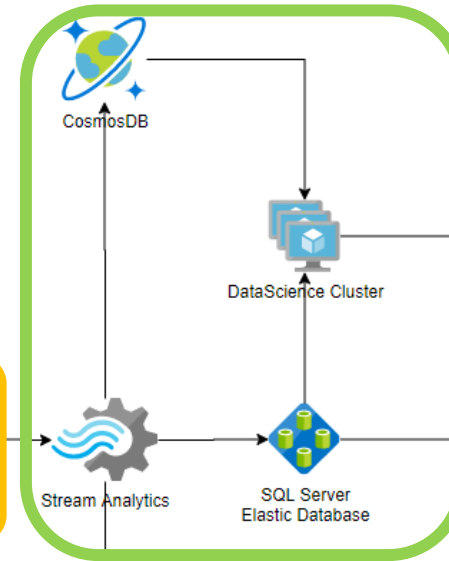 CosmosDB
DataScience Cluster
Stream Analytics
SQL Server
Elastic Database